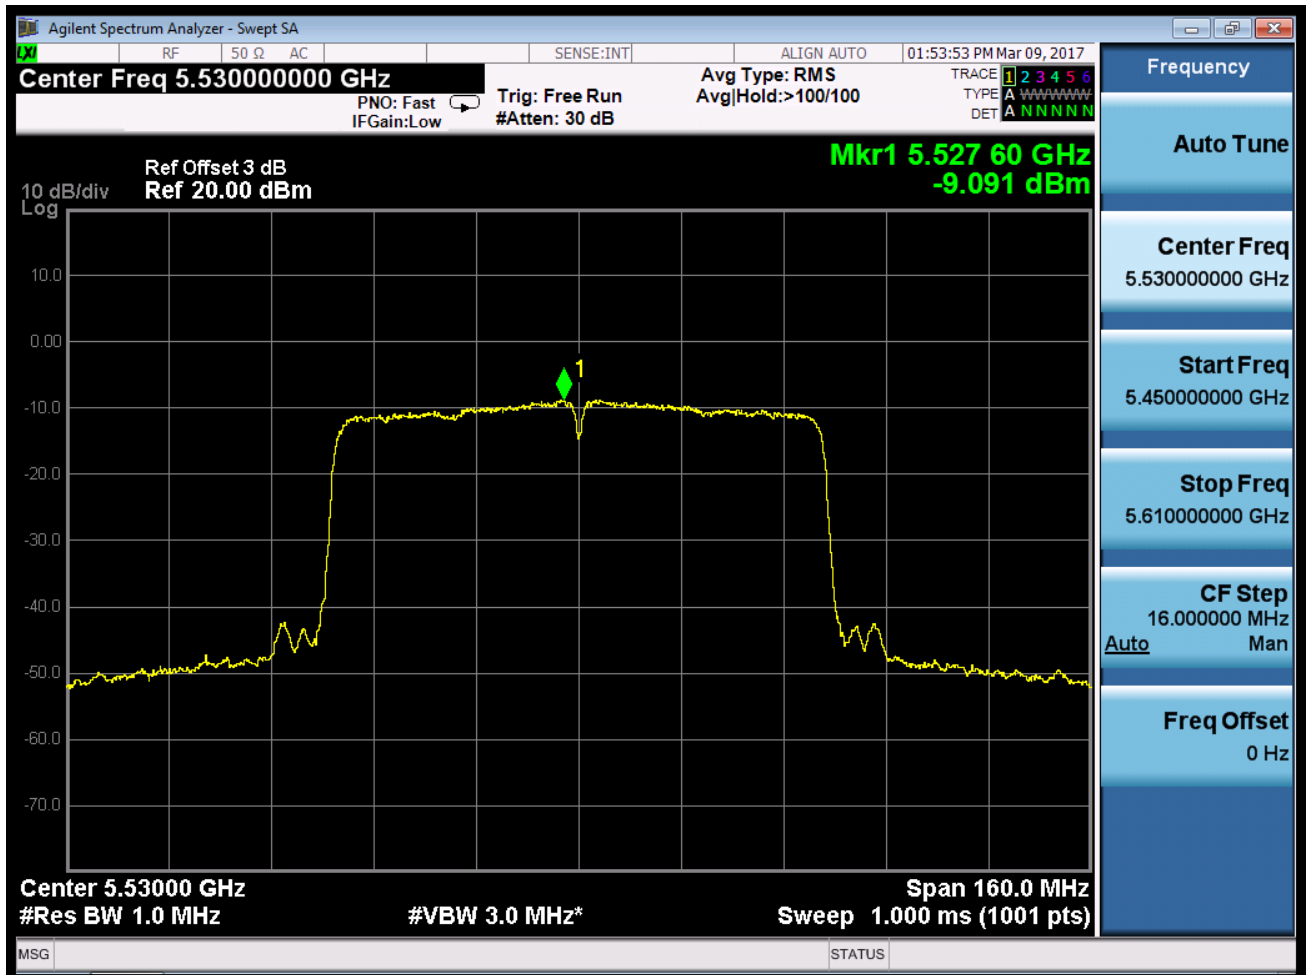 Agilent Spectrum Analyzer - Swept SA
LXI RF 50 Ω AC SENSE:INT ALIGN AUTO 01:53:53 PM Mar 09, 2017
Center Freq 5.530000000 GHz
PNO: Fast
IFGain:Low
Trig: Free Run
#Atten: 30 dB
Avg Type: RMS
Avg|Hold:>100/100
TRACE 1 2 3 4 5 6
TYPE A WWWWWW
DET A N N N N N
Mkr1 5.527 60 GHz
-9.091 dBm
Ref Offset 3 dB
10 dB/div Ref 20.00 dBm
Log
10.0
0.00
1
-10.0
-20.0
-30.0
-40.0
-50.0
-60.0
-70.0
Center 5.53000 GHz Span 160.0 MHz
#Res BW 1.0 MHz #VBW 3.0 MHz* Sweep 1.000 ms (1001 pts)
MSG STATUS
Frequency
Auto Tune
Center Freq
5.530000000 GHz
Start Freq
5.450000000 GHz
Stop Freq
5.610000000 GHz
CF Step
16.000000 MHz
Auto Man
Freq Offset
0 Hz